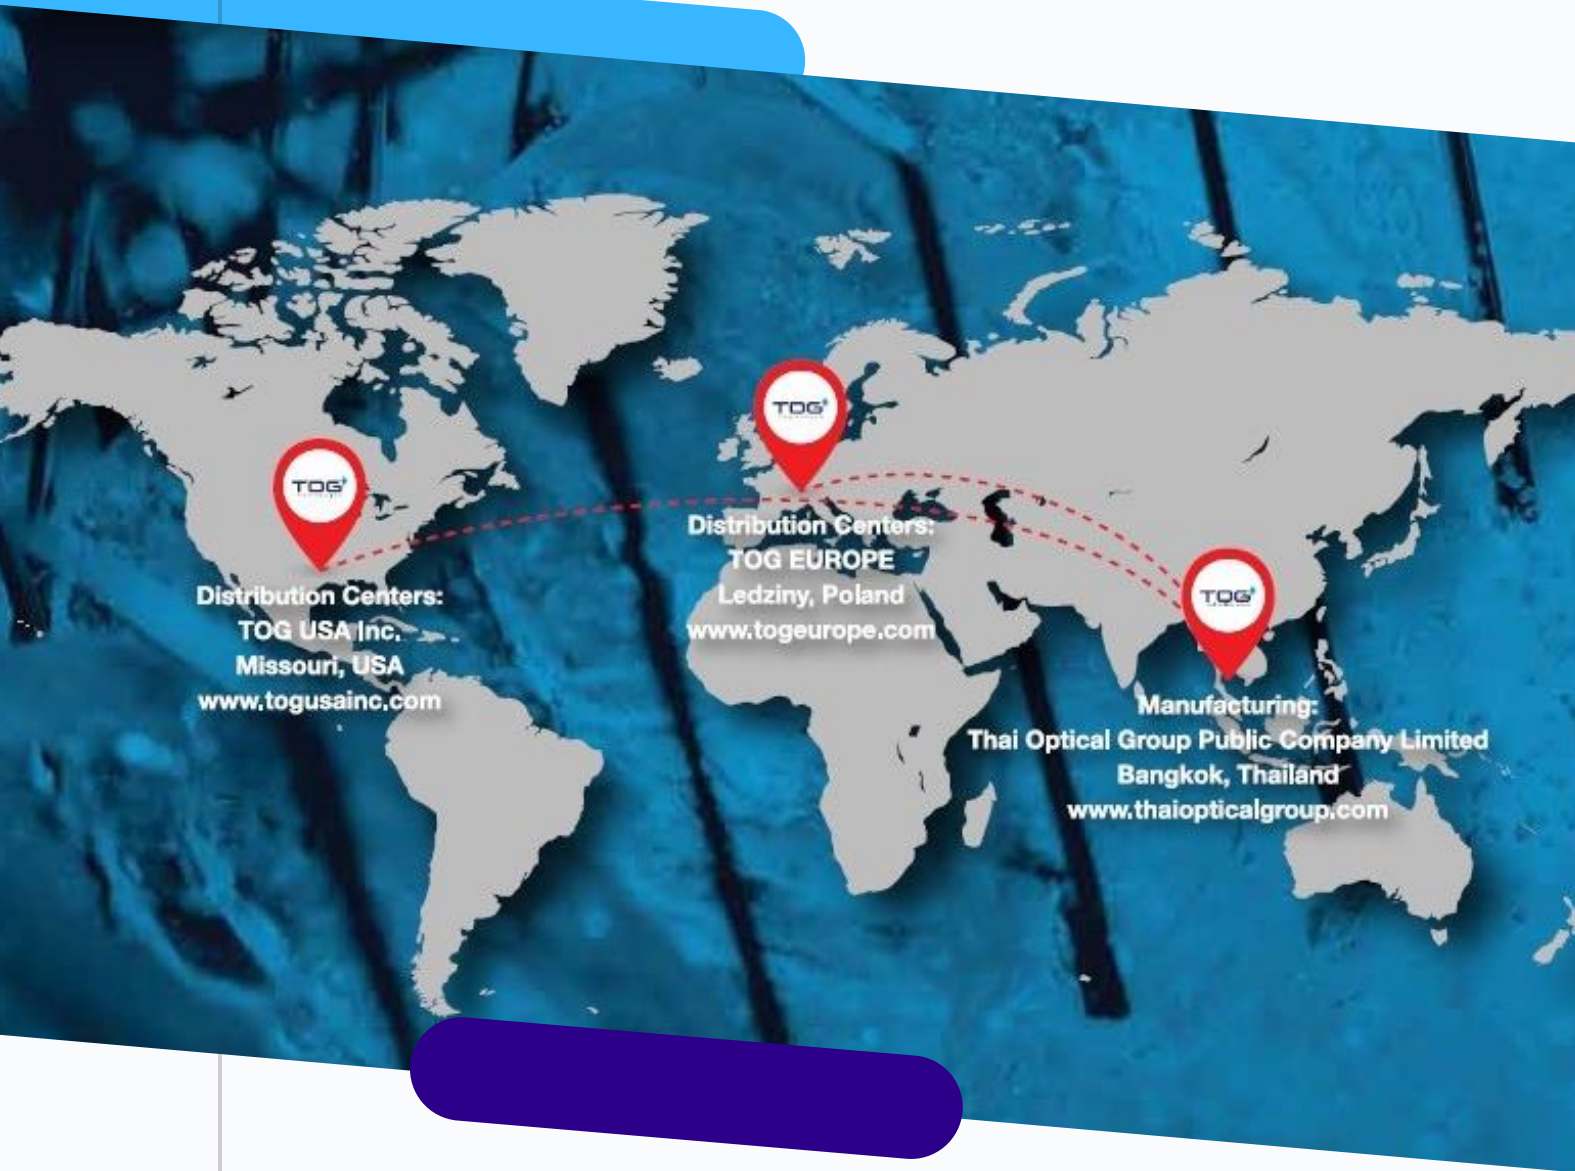 TOG
TOG
TOG
Distribution Centers:
TOG USA Inc.
Missouri, USA
www.togusainc.com
Distribution Centers:
TOG EUROPE
Ledziny, Poland
www.togeurope.com
Manufacturing:
Thai Optical Group Public Company Limited
Bangkok, Thailand
www.thaiopticalgroup.com